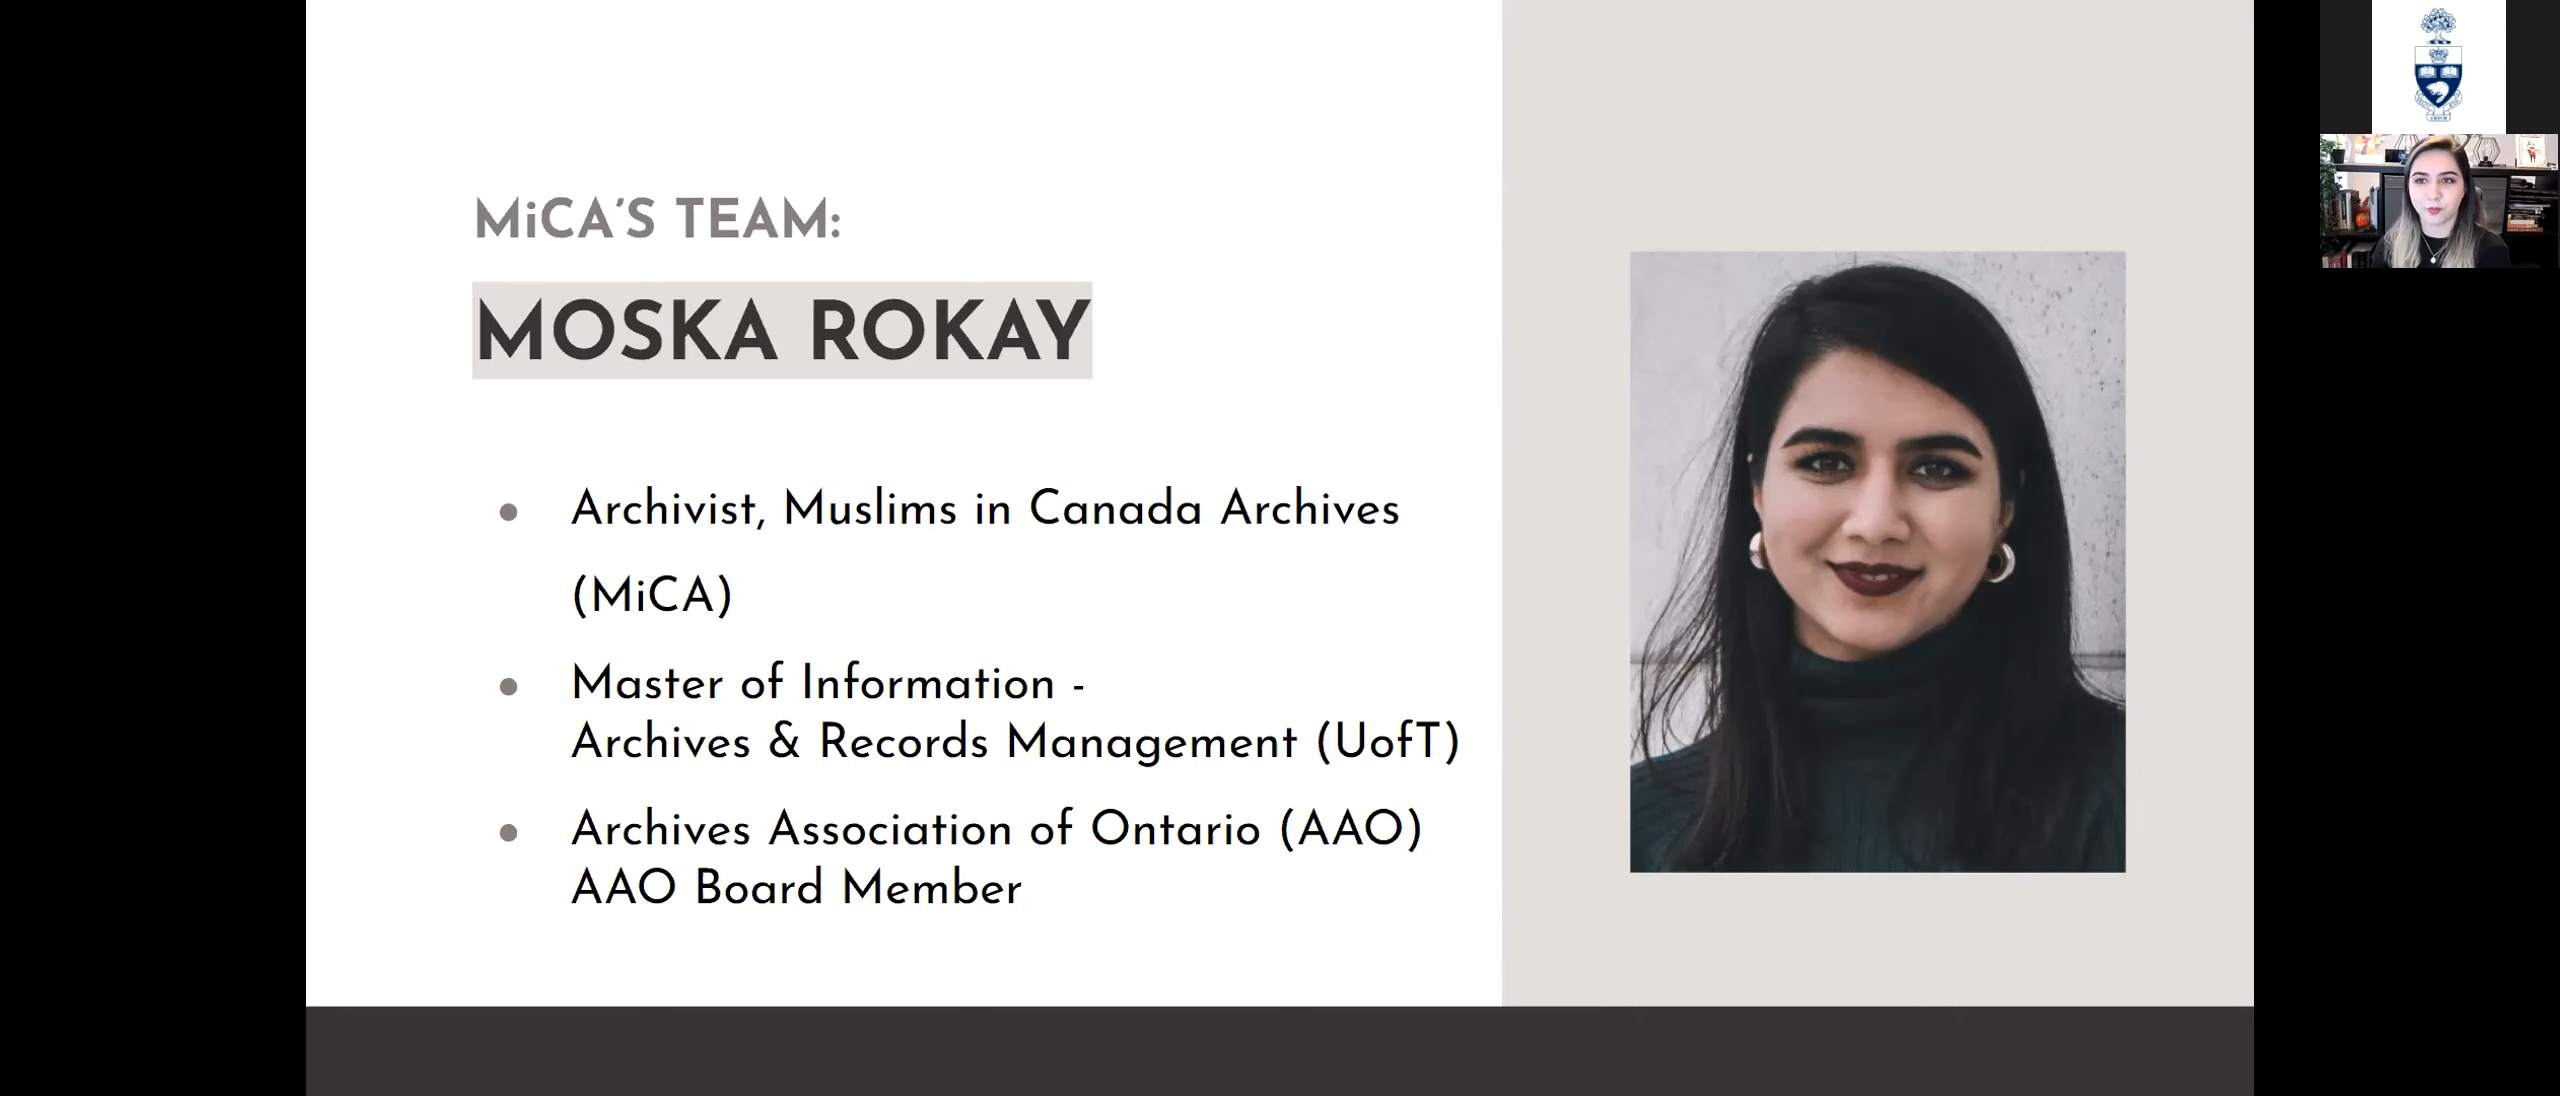 MiCA'S TEAM:
MOSKA ROKAY
● Archivist, Muslims in Canada Archives
(MiCA)
● Master of Information -
Archives & Records Management (UofT)
● Archives Association of Ontario (AAO)
AAO Board Member